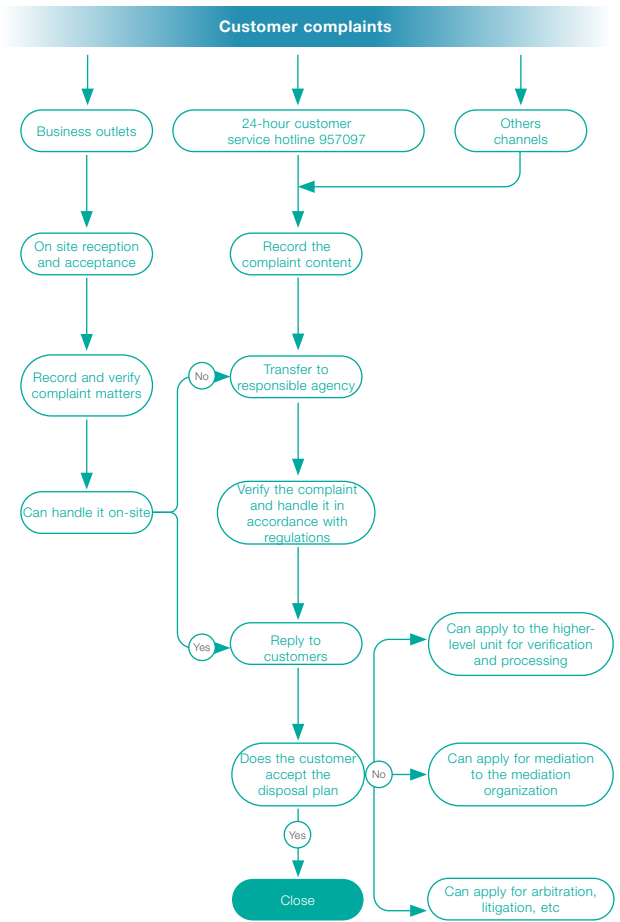 Customer complaints
Business outlets
24-hour customer
service hotline 957097
Others
channels
On site reception
and acceptance
Record the
complaint content
Record and verify
complaint matters
No
Transfer to
responsible agency
Can handle it on-site
Verify the complaint
and handle it in
accordance with
regulations
Yes
Reply to
customers
Can apply to the higher-
level unit for verification
and processing
Does the customer
accept the
disposal plan
No
Can apply for mediation
to the mediation
organization
Yes
Close
Can apply for arbitration,
litigation, etc